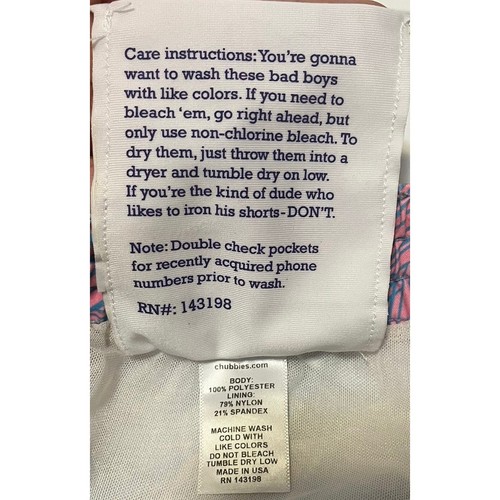 Care instructions: You're gonna
want to wash these bad boys
with like colors. If you need to
bleach 'em, go right ahead, but
only use non-chlorine bleach. To
dry them, just throw them into a
dryer and tumble dry on low.
If you're the kind of dude who
likes to iron his shorts-DON'T.
Note: Double check pockets
for recently acquired phone
numbers prior to wash.
RN#: 143198
chubbies.com
BODY:
100% POLYESTER
LINING:
79% NYLON
21% SPANDEX
MACHINE WASH
COLD WITH
LIKE COLORS
DO NOT BLEACH
TUMBLE DRY LOW
MADE IN USA
RN 143198